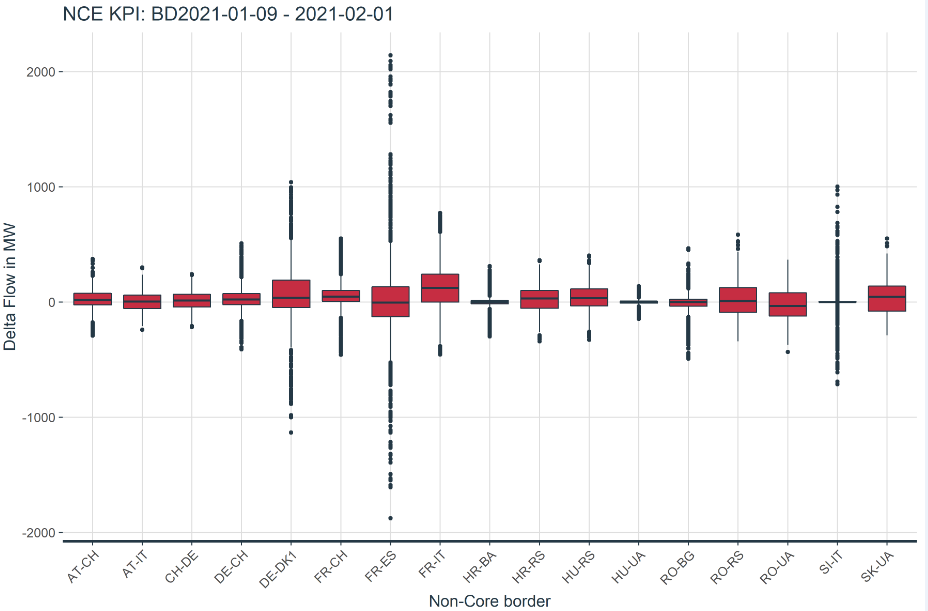 NCE KPI: BD2021-01-09 - 2021-02-01
Delta Flow in MW
2000
1000
0
-1000
-2000
AT-CH
AT-IT
CH-DE
DE-CH
DE-DK1
FR-CH
FR-ES
FR-IT
HR-BA
HR-RS
HU-RS
HU-UA
RO-BG
RO-RS
RO-UA
SI-IT
SK-UA
Non-Core border